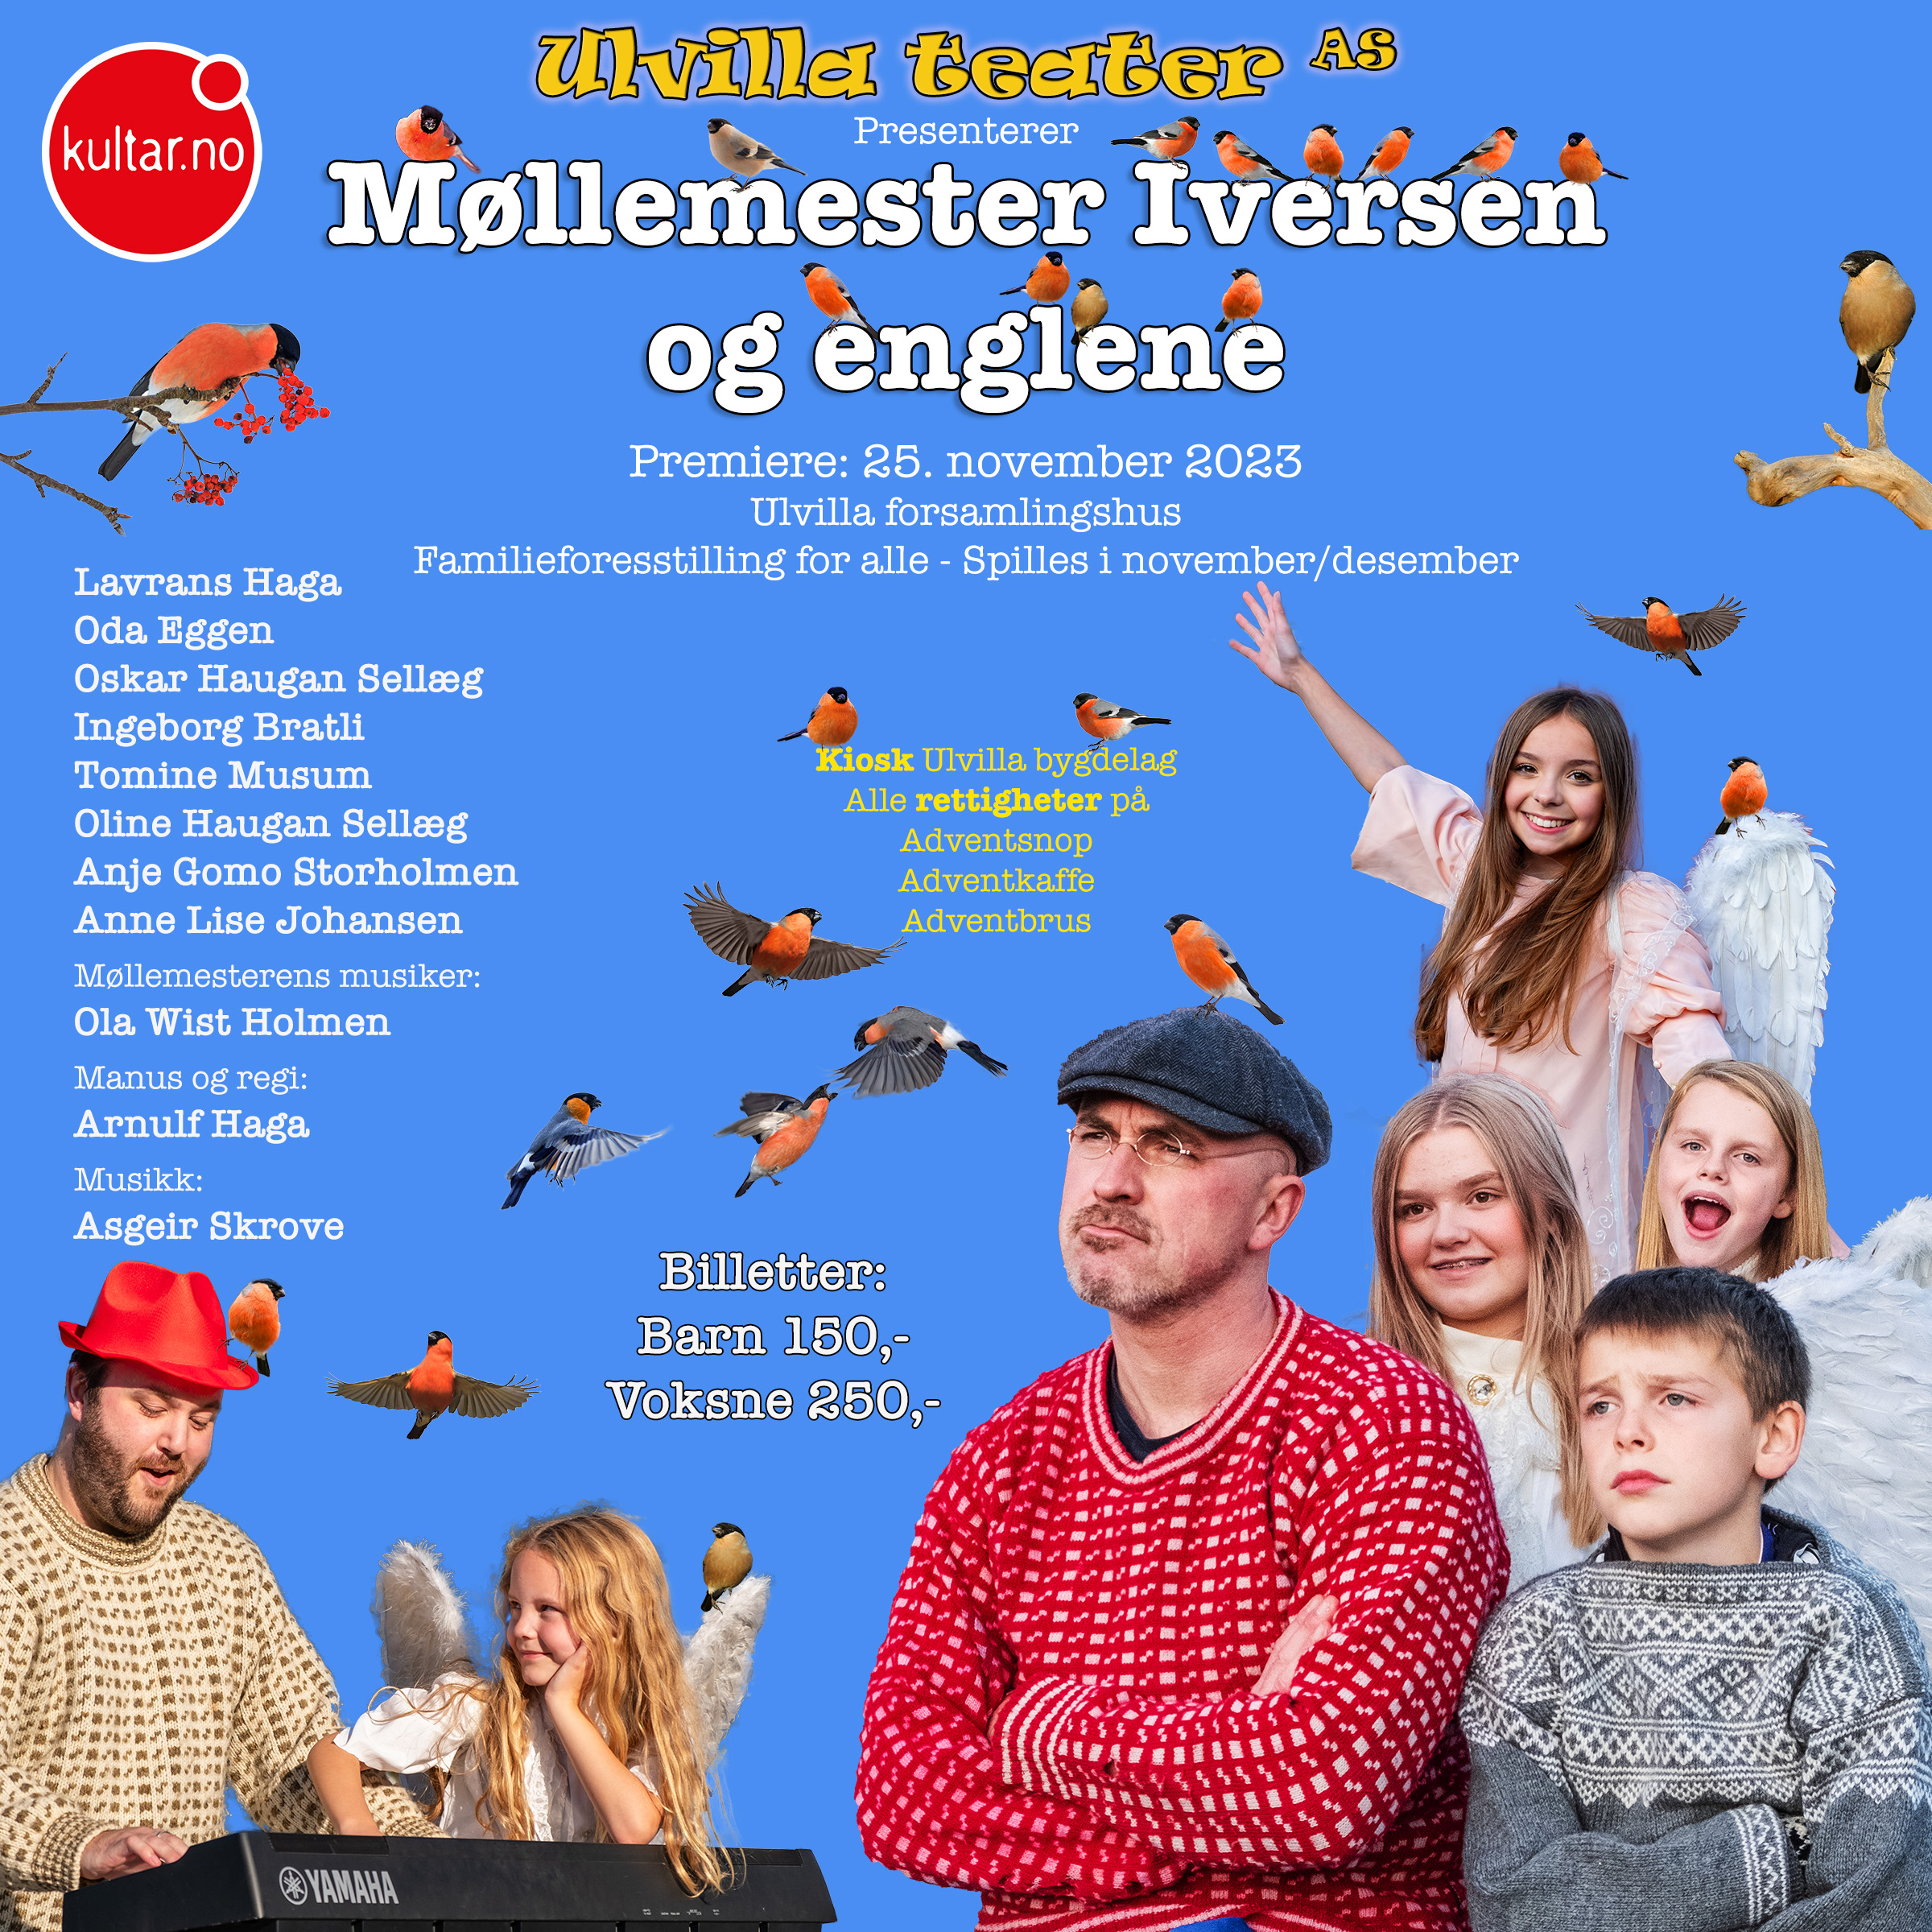 Ulvilla teater AS
kultar.no
Presenterer
Møllemester Iversen
og englene
Premiere: 25. november 2023
Ulvilla forsamlingshus
Familieforesstilling for alle - Spilles i november/desember
Lavrans Haga
Oda Eggen
Oskar Haugan Sellæg
Ingeborg Bratli
Tomine Musum
Oline Haugan Sellæg
Anje Gomo Storholmen
Anne Lise Johansen
Møllemesterens musiker:
Ola Wist Holmen
Manus og regi:
Arnulf Haga
Musikk:
Asgeir Skrove
Kiosk Ulvilla bygdelag
Alle rettigheter på
Adventsnop
Adventkaffe
Adventbrus
Billetter:
Barn 150,-
Voksne 250,-
YAMAHA